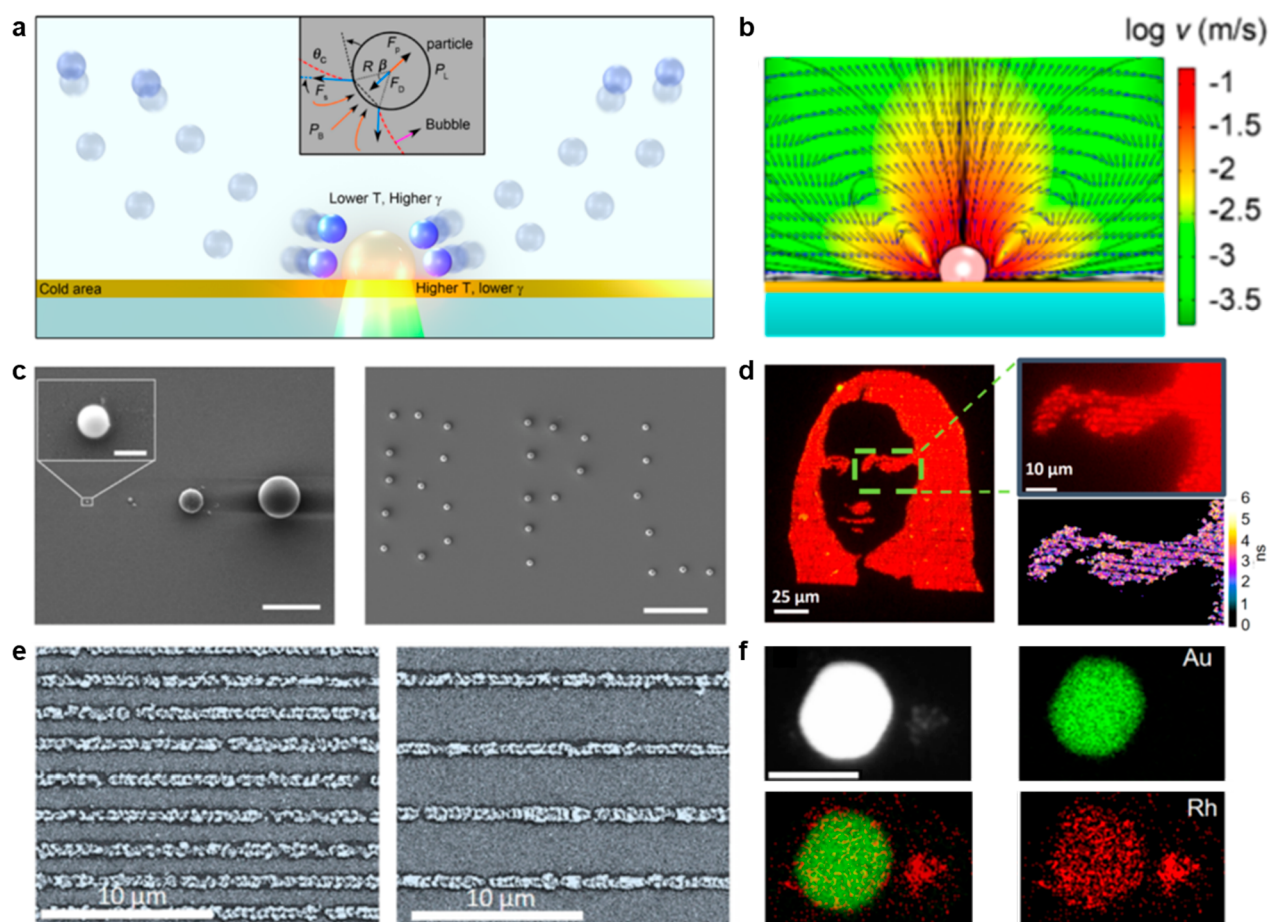 a
θc
Fp
particle
R
β
PL
FD
Fs
PB
Bubble
Lower T, Higher γ
Cold area
Higher T, lower γ
b
log v (m/s)
-1
-1.5
-2
-2.5
-3
-3.5
c
d
25 μm
10 μm
6
5
4
3
2
1
0
ns
e
10 μm
10 μm
f
Au
Rh